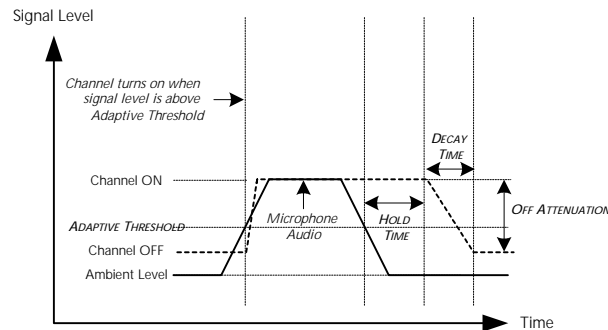 Signal Level
Channel turns on when
signal level is above
Adaptive Threshold
DECAY
TIME
Channel ON
OFF ATTENUATION
ADAPTIVE THRESHOLD
Microphone
Audio
HOLD
TIME
Channel OFF
Ambient Level
Time